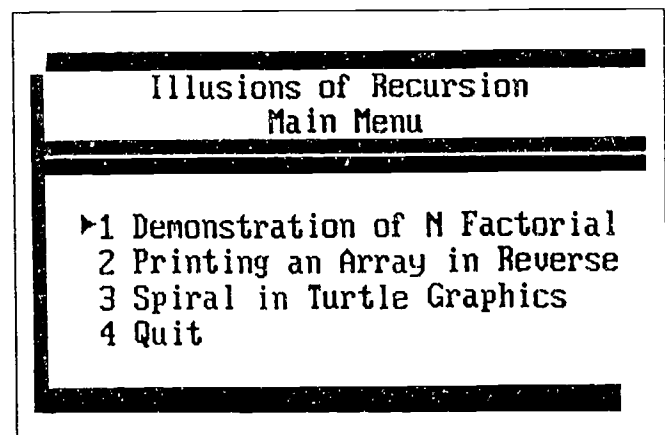 Illusions of Recursion
Main Menu
►1 Demonstration of N Factorial
2 Printing an Array in Reverse
3 Spiral in Turtle Graphics
4 Quit